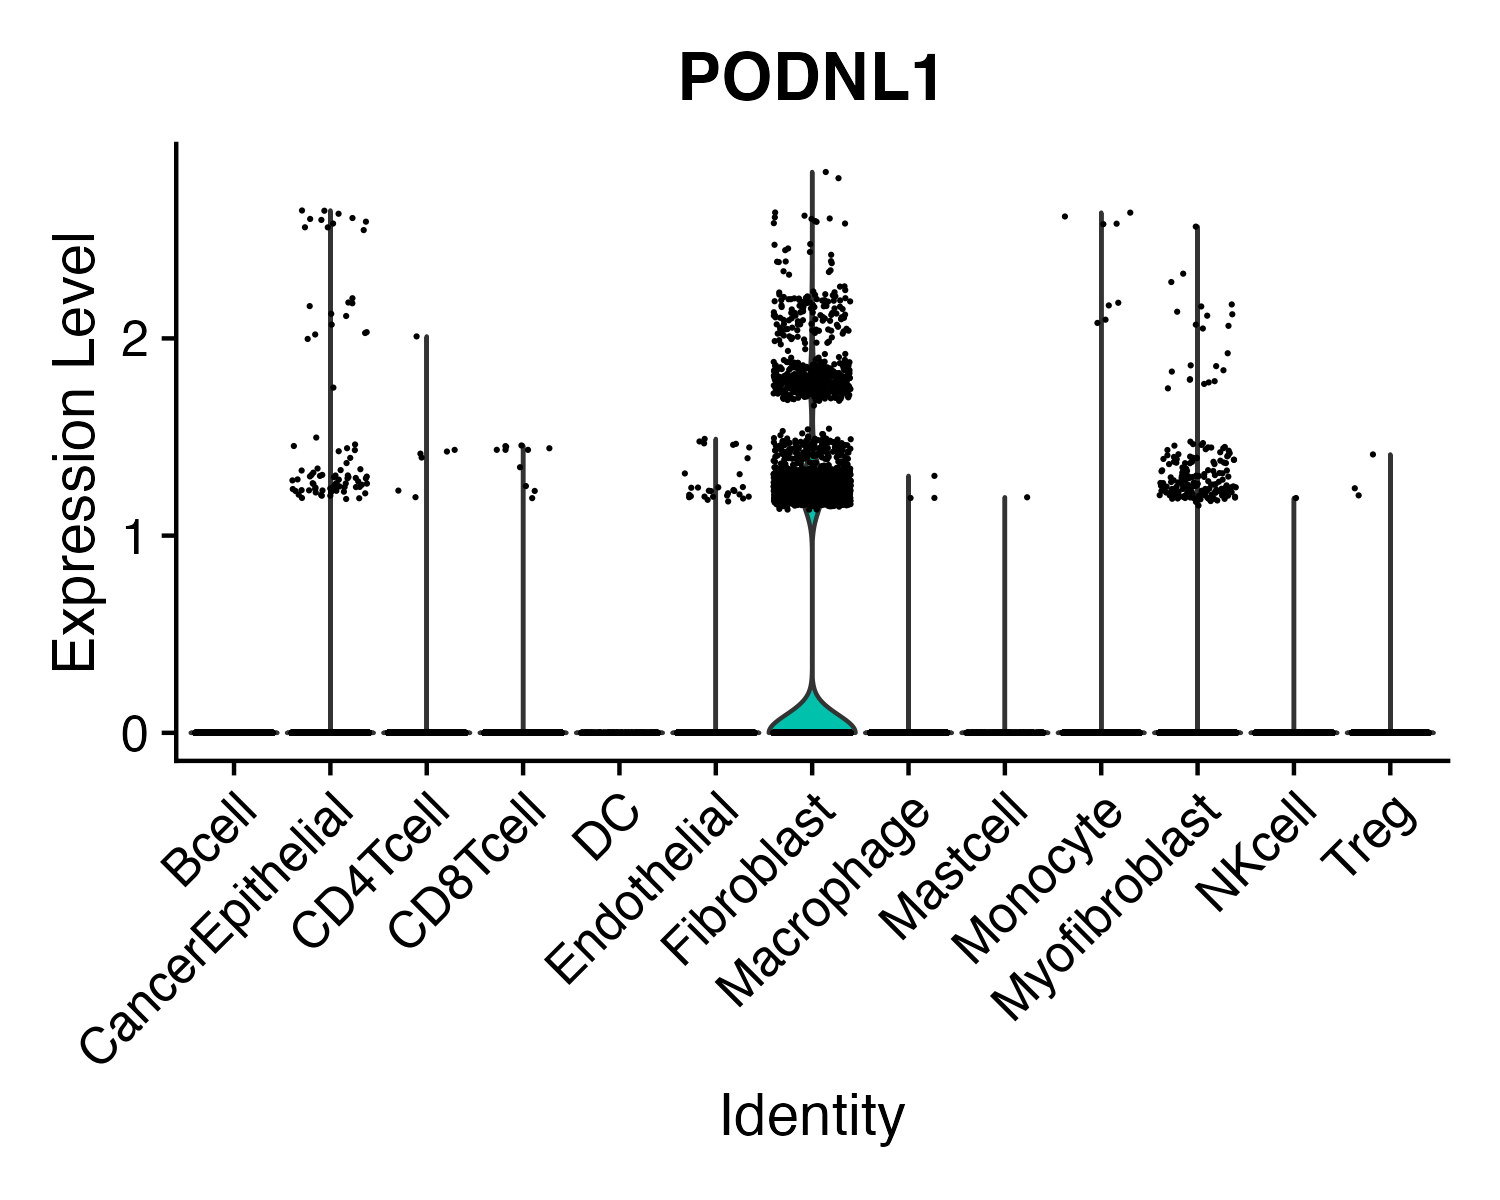 PODNL1
Expression Level
2
1
0
Bcell
CancerEpithelial
CD4Tcell
CD8Tcell
DC
Endothelial
Fibroblast
Macrophage
Mastcell
Monocyte
Myofibroblast
NKcell
Treg
Identity